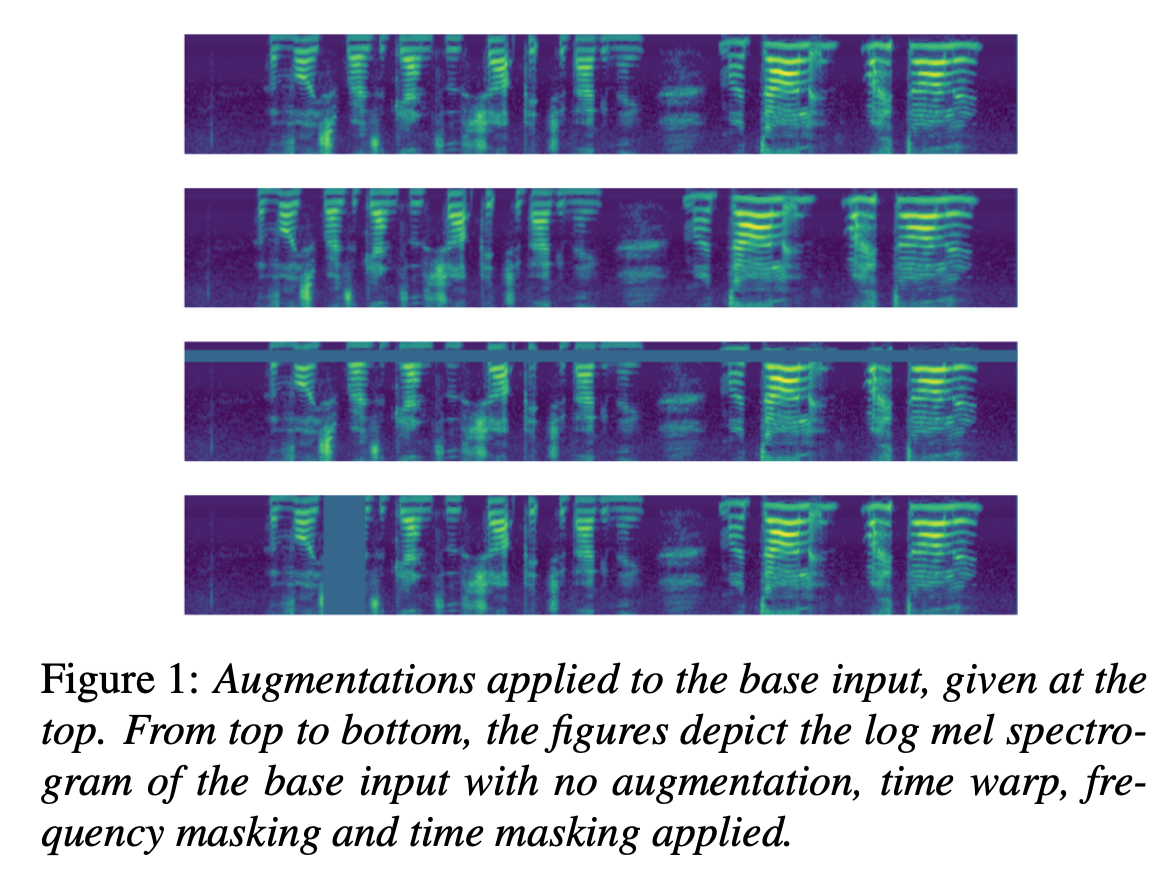 Figure 1: Augmentations applied to the base input, given at the
top. From top to bottom, the figures depict the log mel spectro-
gram of the base input with no augmentation, time warp, fre-
quency masking and time masking applied.